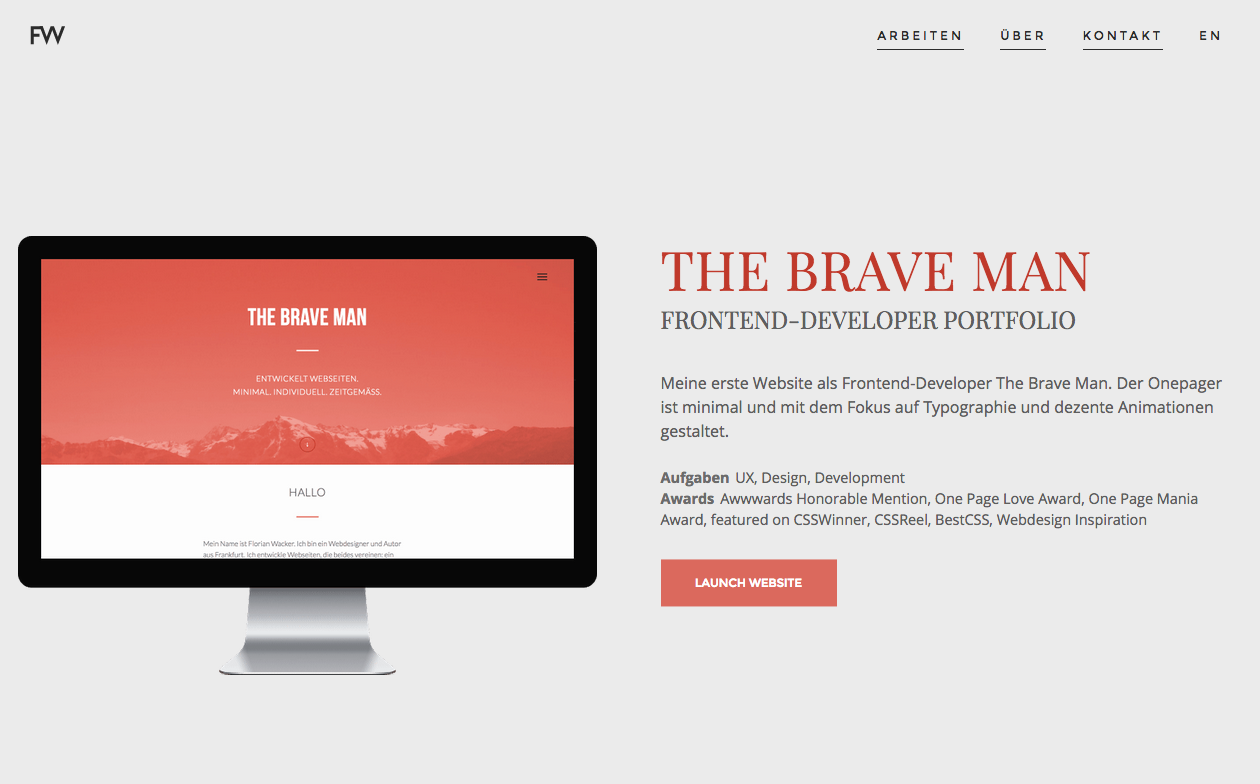 FW
ARBEITEN ÜBER KONTAKT EN
THE BRAVE MAN
ENTWICKELT WEBSEITEN.
MINIMAL. INDIVIDUELL. ZEITGEMÄSS.
HALLO
Mein Name ist Florian Wacker. Ich bin ein Webdesigner und Autor
aus Frankfurt. Ich entwickle Webseiten, die beides vereinen: ein
THE BRAVE MAN
FRONTEND-DEVELOPER PORTFOLIO
Meine erste Website als Frontend-Developer The Brave Man. Der Onepager
ist minimal und mit dem Fokus auf Typographie und dezente Animationen
gestaltet.
Aufgaben UX, Design, Development
Awards Awwwards Honorable Mention, One Page Love Award, One Page Mania
Award, featured on CSSWinner, CSSReel, BestCSS, Webdesign Inspiration
LAUNCH WEBSITE